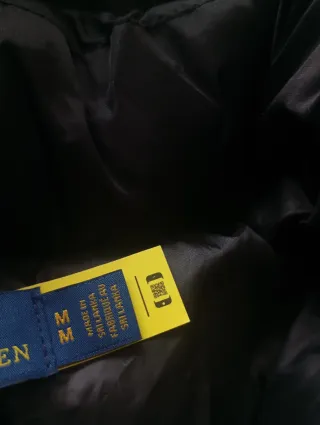 EN
M
M
MADE IN
SRI LANKA
FABRIQUÉ AU
SRI LANKA